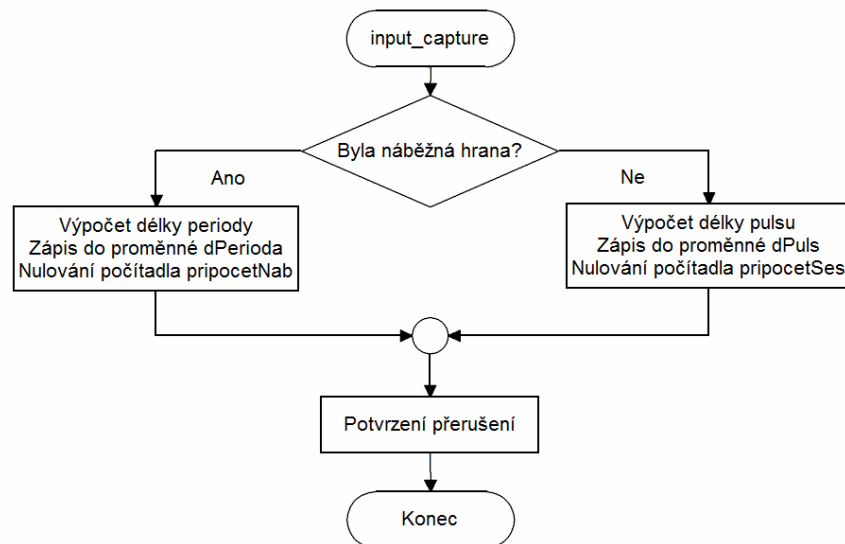 input_capture
Byla náběžná hrana?
Ano
Ne
Výpočet délky periody
Zápis do proměnné dPerioda
Nulování počítadla pripocetNab
Výpočet délky pulsu
Zápis do proměnné dPuls
Nulování počítadla pripocetSes
Potvrzení přerušení
Konec